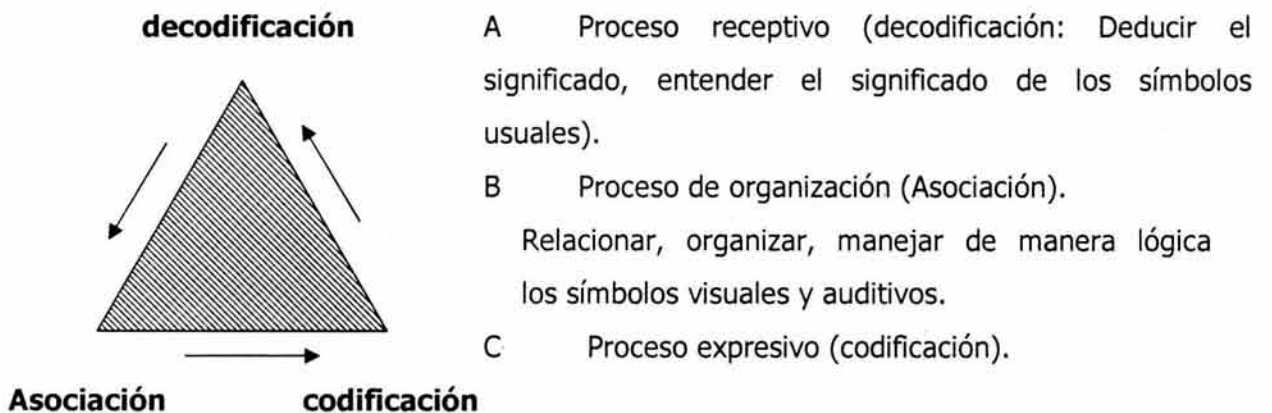 decodificación
A Proceso receptivo (decodificación: Deducir el
significado, entender el significado de los símbolos
usuales).
B Proceso de organización (Asociación).
Relacionar, organizar, manejar de manera lógica
los símbolos visuales y auditivos.
C Proceso expresivo (codificación).
Asociación codificación